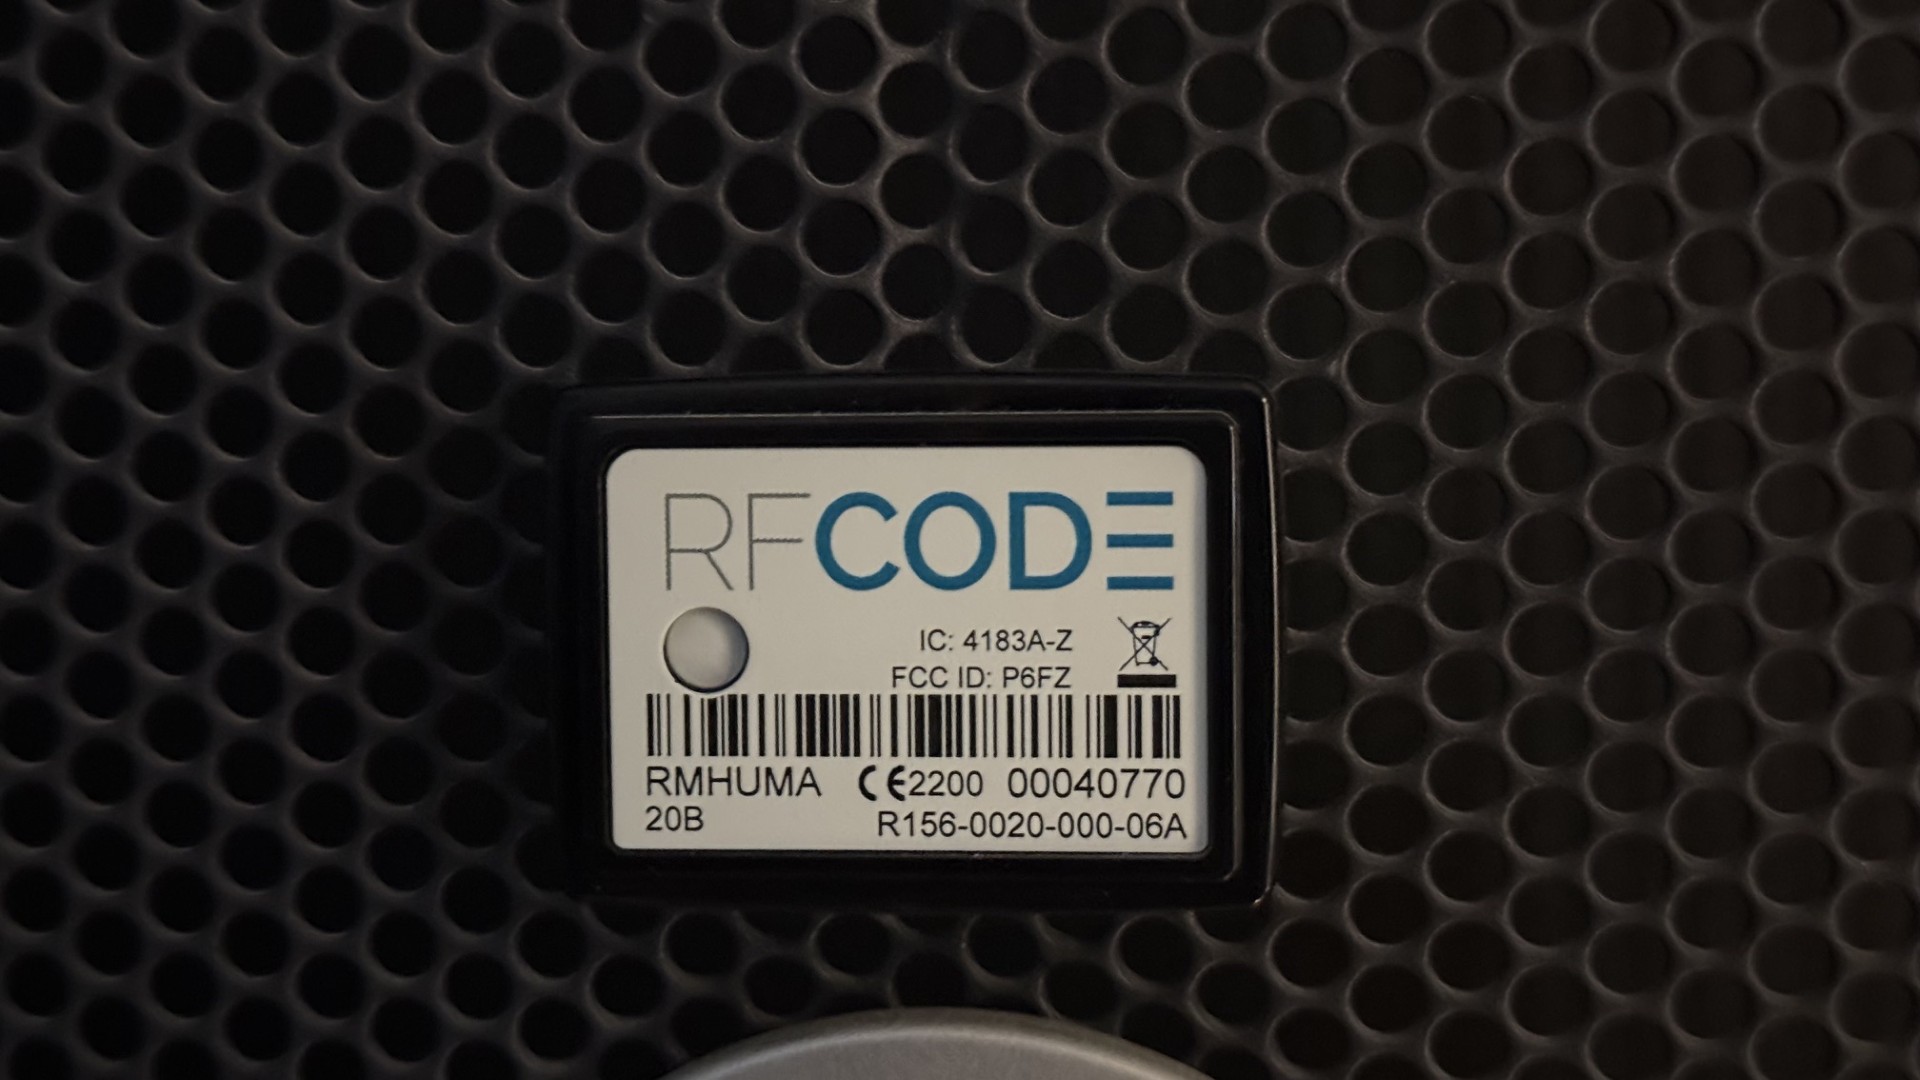 RFCODE
IC: 4183A-Z
FCC ID: P6FZ
RMHUMA CE2200 00040770
20B R156-0020-000-06A